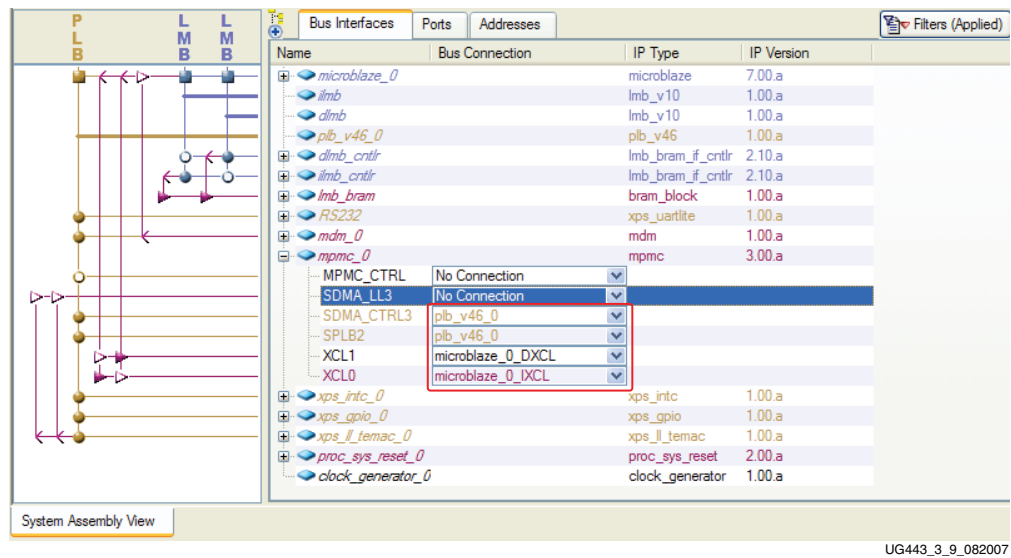 P L B
L M B
L M B
Bus Interfaces Ports Addresses
Filters (Applied)
Name Bus Connection IP Type IP Version
microblaze_0 microblaze 7.00.a
ilmb lmb_v10 1.00.a
dlmb lmb_v10 1.00.a
plb_v46_0 plb_v46 1.00.a
dlmb_cntlr lmb_bram_if_cntlr 2.10.a
ilmb_cntlr lmb_bram_if_cntlr 2.10.a
lmb_bram bram_block 1.00.a
RS232 xps_uartlite 1.00.a
mdm_0 mdm 1.00.a
mpmc_0 mpmc 3.00.a
MPMC_CTRL No Connection
SDMA_LL3 No Connection
SDMA_CTRL3 plb_v46_0
SPLB2 plb_v46_0
XCL1 microblaze_0_DXCL
XCL0 microblaze_0_IXCL
xps_intc_0 xps_intc 1.00.a
xps_gpio_0 xps_gpio 1.00.a
xps_ll_temac_0 xps_ll_temac 1.00.a
proc_sys_reset_0 proc_sys_reset 2.00.a
clock_generator_0 clock_generator 1.00.a
System Assembly View
UG443_3_9_082007